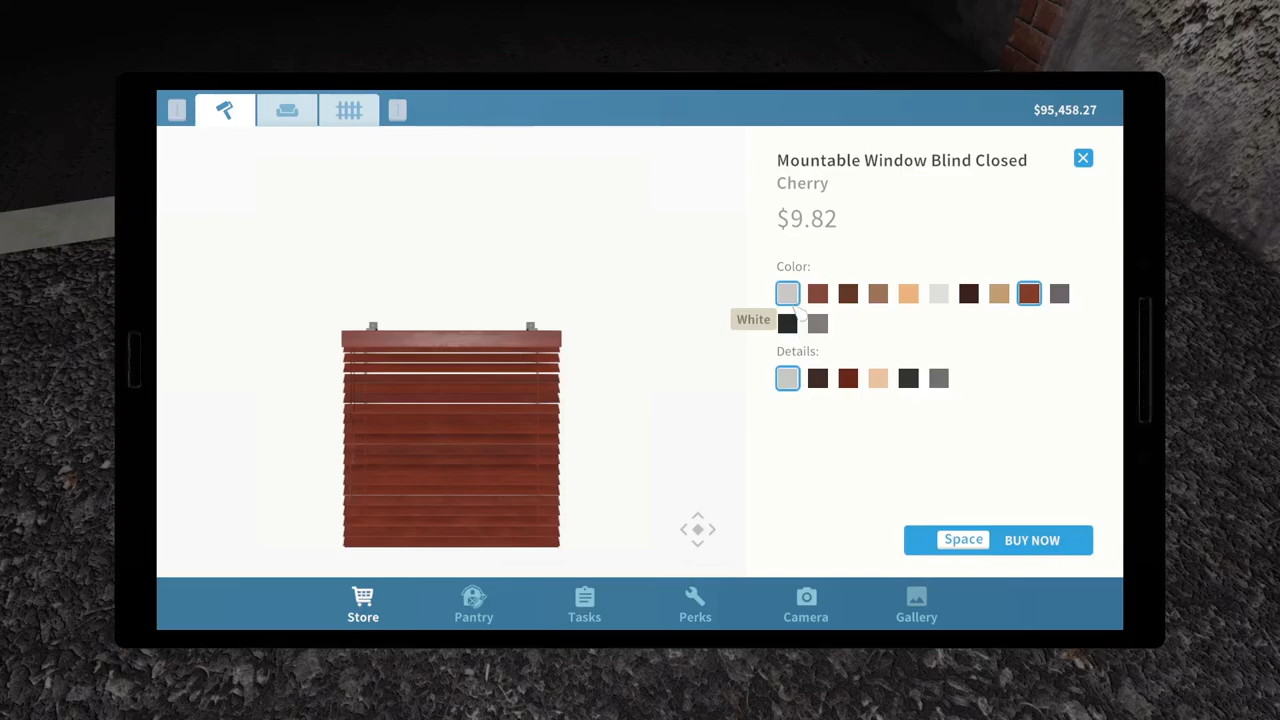 $95,458.27
Mountable Window Blind Closed
Cherry
$9.82
Color:
White
Details:
Space BUY NOW
Store Pantry Tasks Perks Camera Gallery